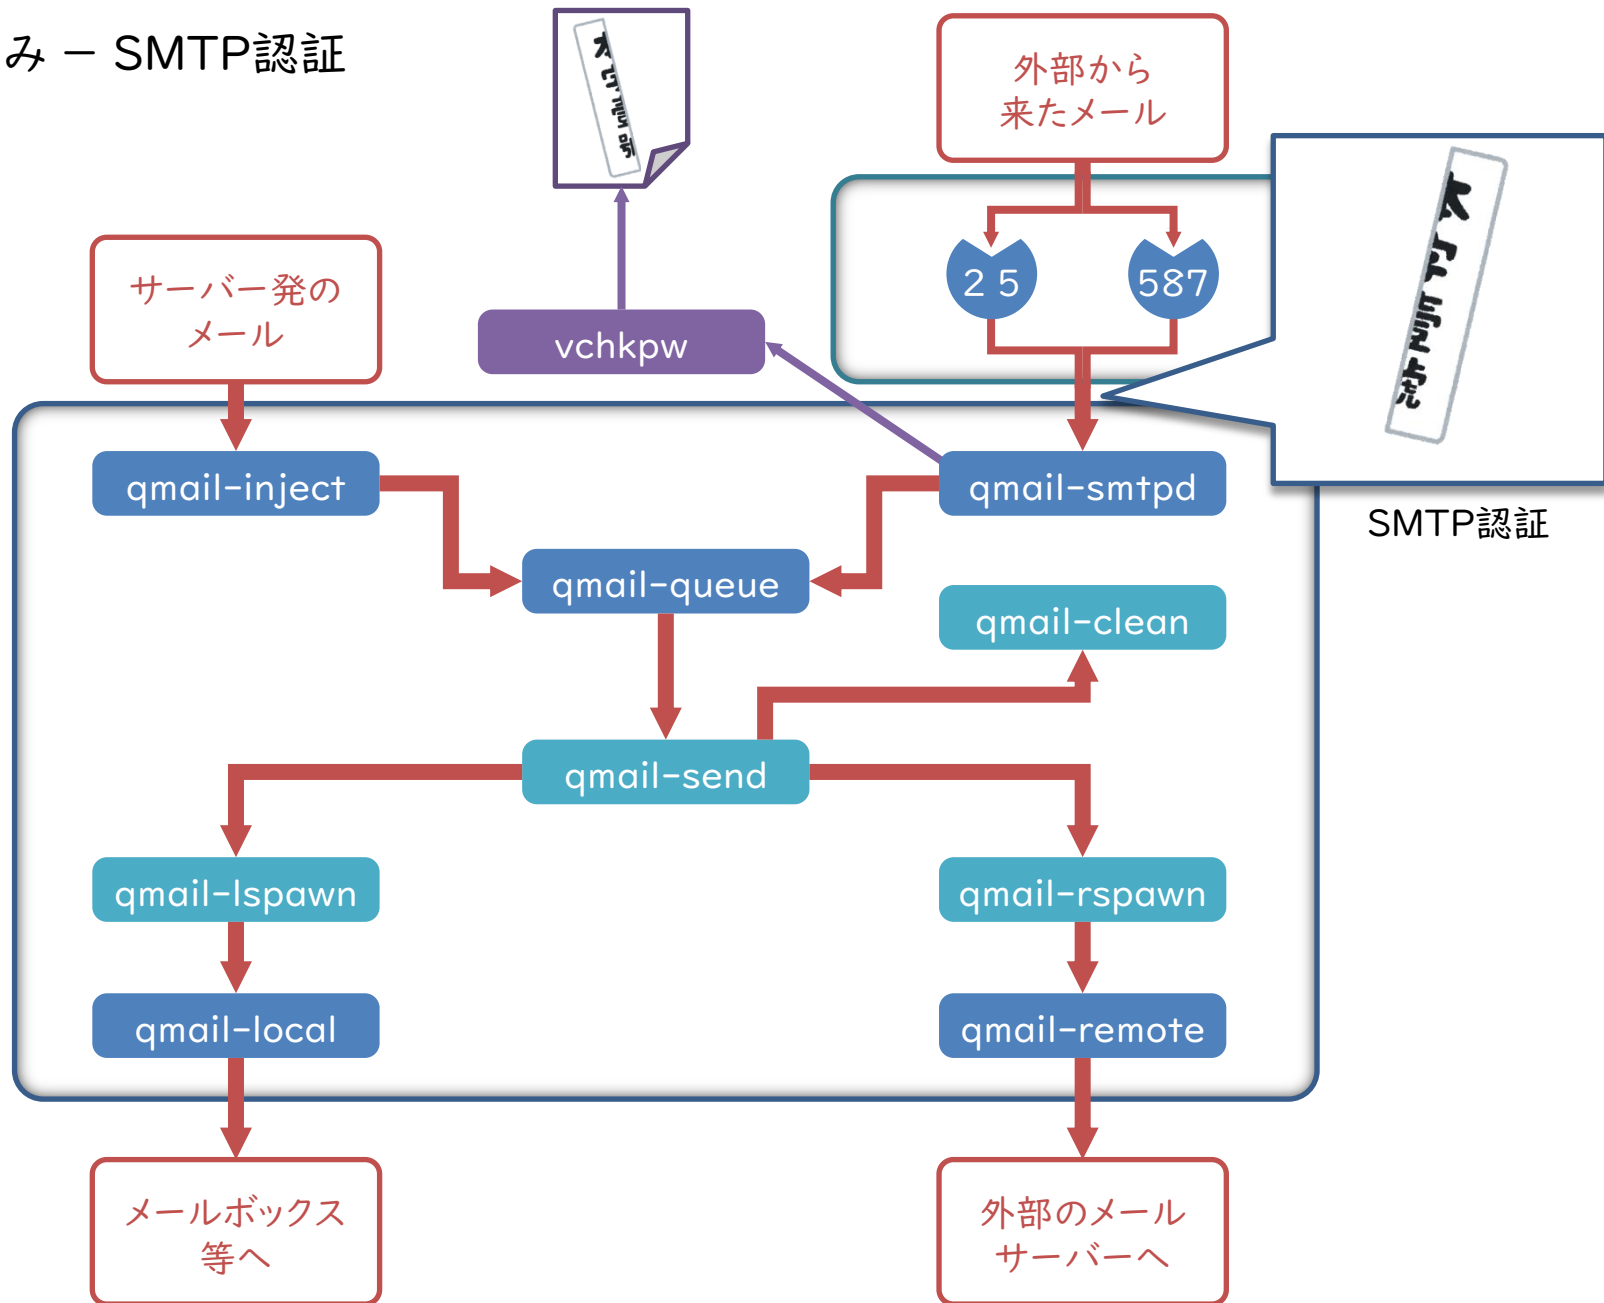 み － SMTP認証
外部から
来たメール
25
587
サーバー発の
メール
vchkpw
qmail-inject
qmail-smtpd
SMTP認証
qmail-queue
qmail-clean
qmail-send
qmail-lspawn
qmail-rspawn
qmail-local
qmail-remote
メールボックス
等へ
外部のメール
サーバーへ